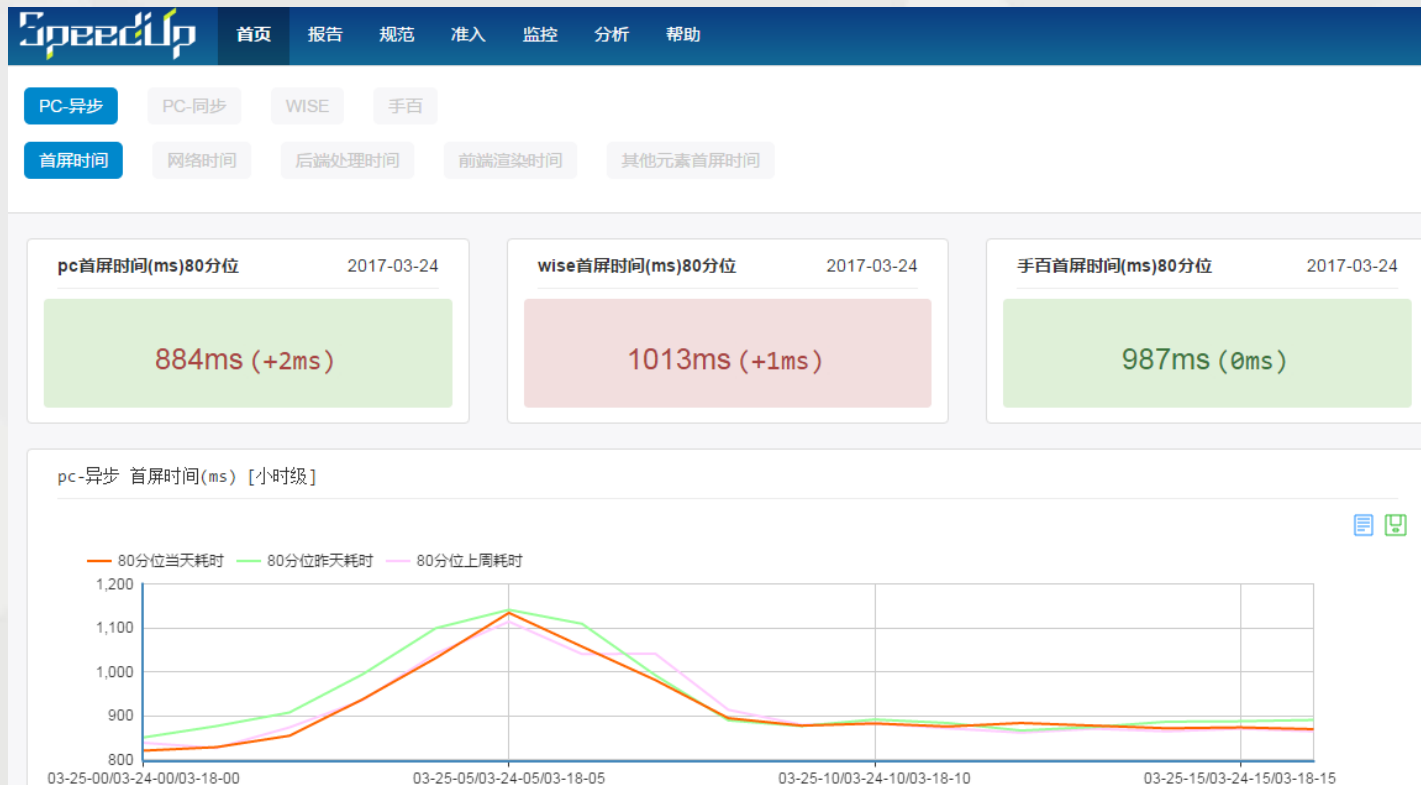 SpeedUp 首页 报告 规范 准入 监控 分析 帮助
PC-异步 PC-同步 WISE 手百
首屏时间 网络时间 后端处理时间 前端渲染时间 其他元素首屏时间
pc首屏时间(ms)80分位 2017-03-24 wise首屏时间(ms)80分位 2017-03-24 手百首屏时间(ms)80分位 2017-03-24
884ms (+2ms) 1013ms (+1ms) 987ms (0ms)
pc-异步 首屏时间(ms) [小时级]
80分位当天耗时 80分位昨天耗时 80分位上周耗时
1,200
1,100
1,000
900
800
03-25-00/03-24-00/03-18-00 03-25-05/03-24-05/03-18-05 03-25-10/03-24-10/03-18-10 03-25-15/03-24-15/03-18-15